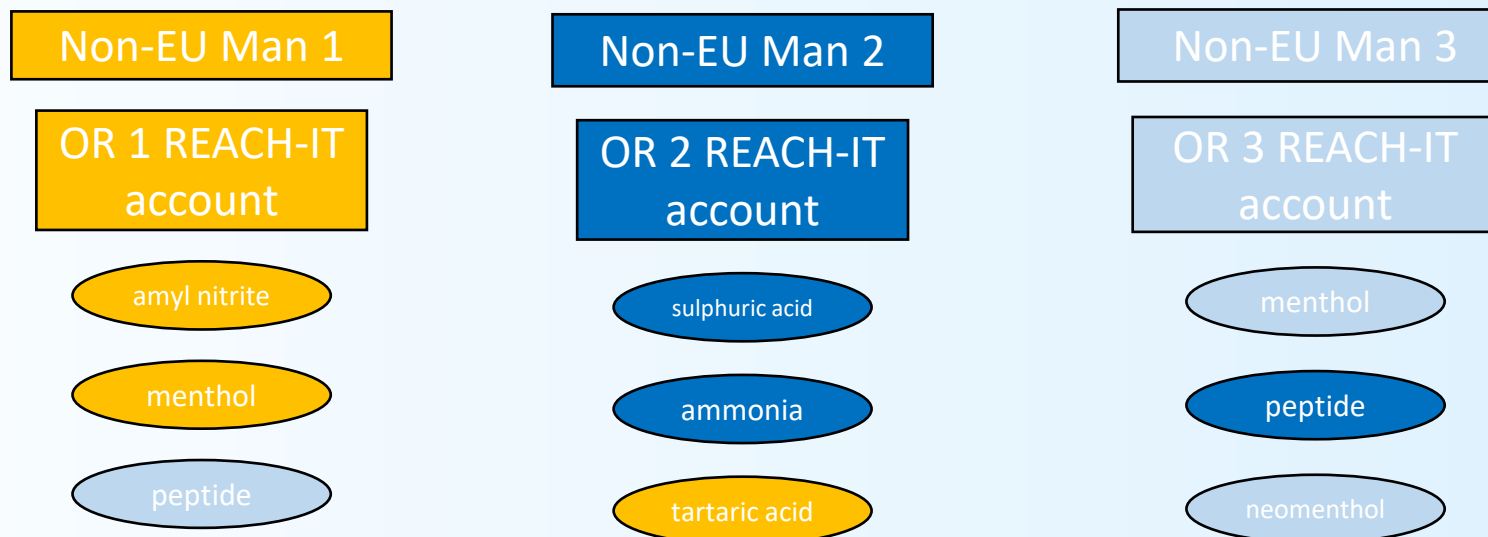 Non-EU Man 1
OR 1 REACH-IT
account
amyl nitrite
menthol
peptide
Non-EU Man 2
OR 2 REACH-IT
account
sulphuric acid
ammonia
tartaric acid
Non-EU Man 3
OR 3 REACH-IT
account
menthol
peptide
neomenthol